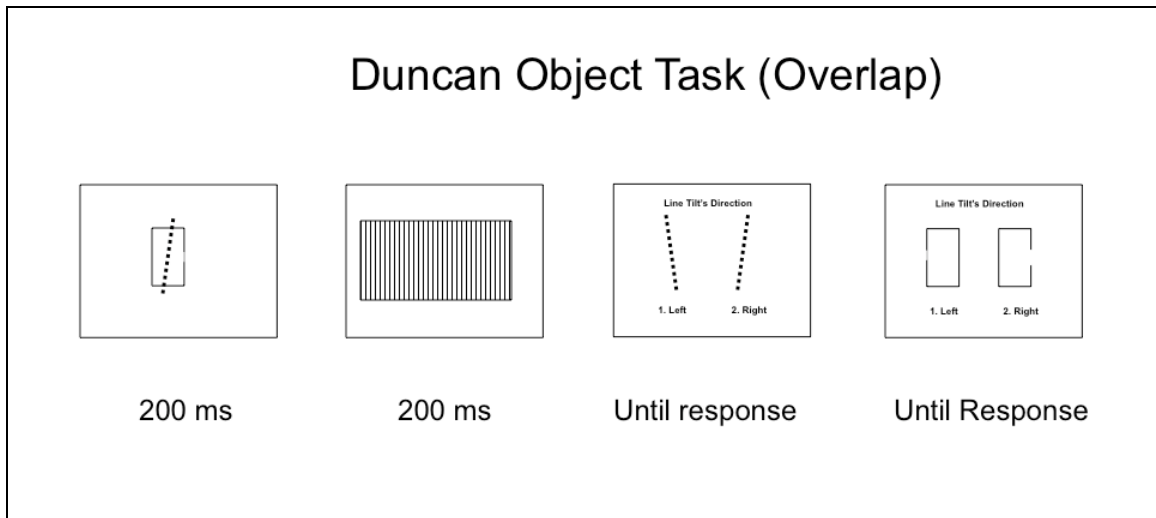 Duncan Object Task (Overlap)
Line Tilt's Direction
1. Left 2. Right
Line Tilt's Direction
1. Left 2. Right
200 ms
200 ms
Until response
Until Response